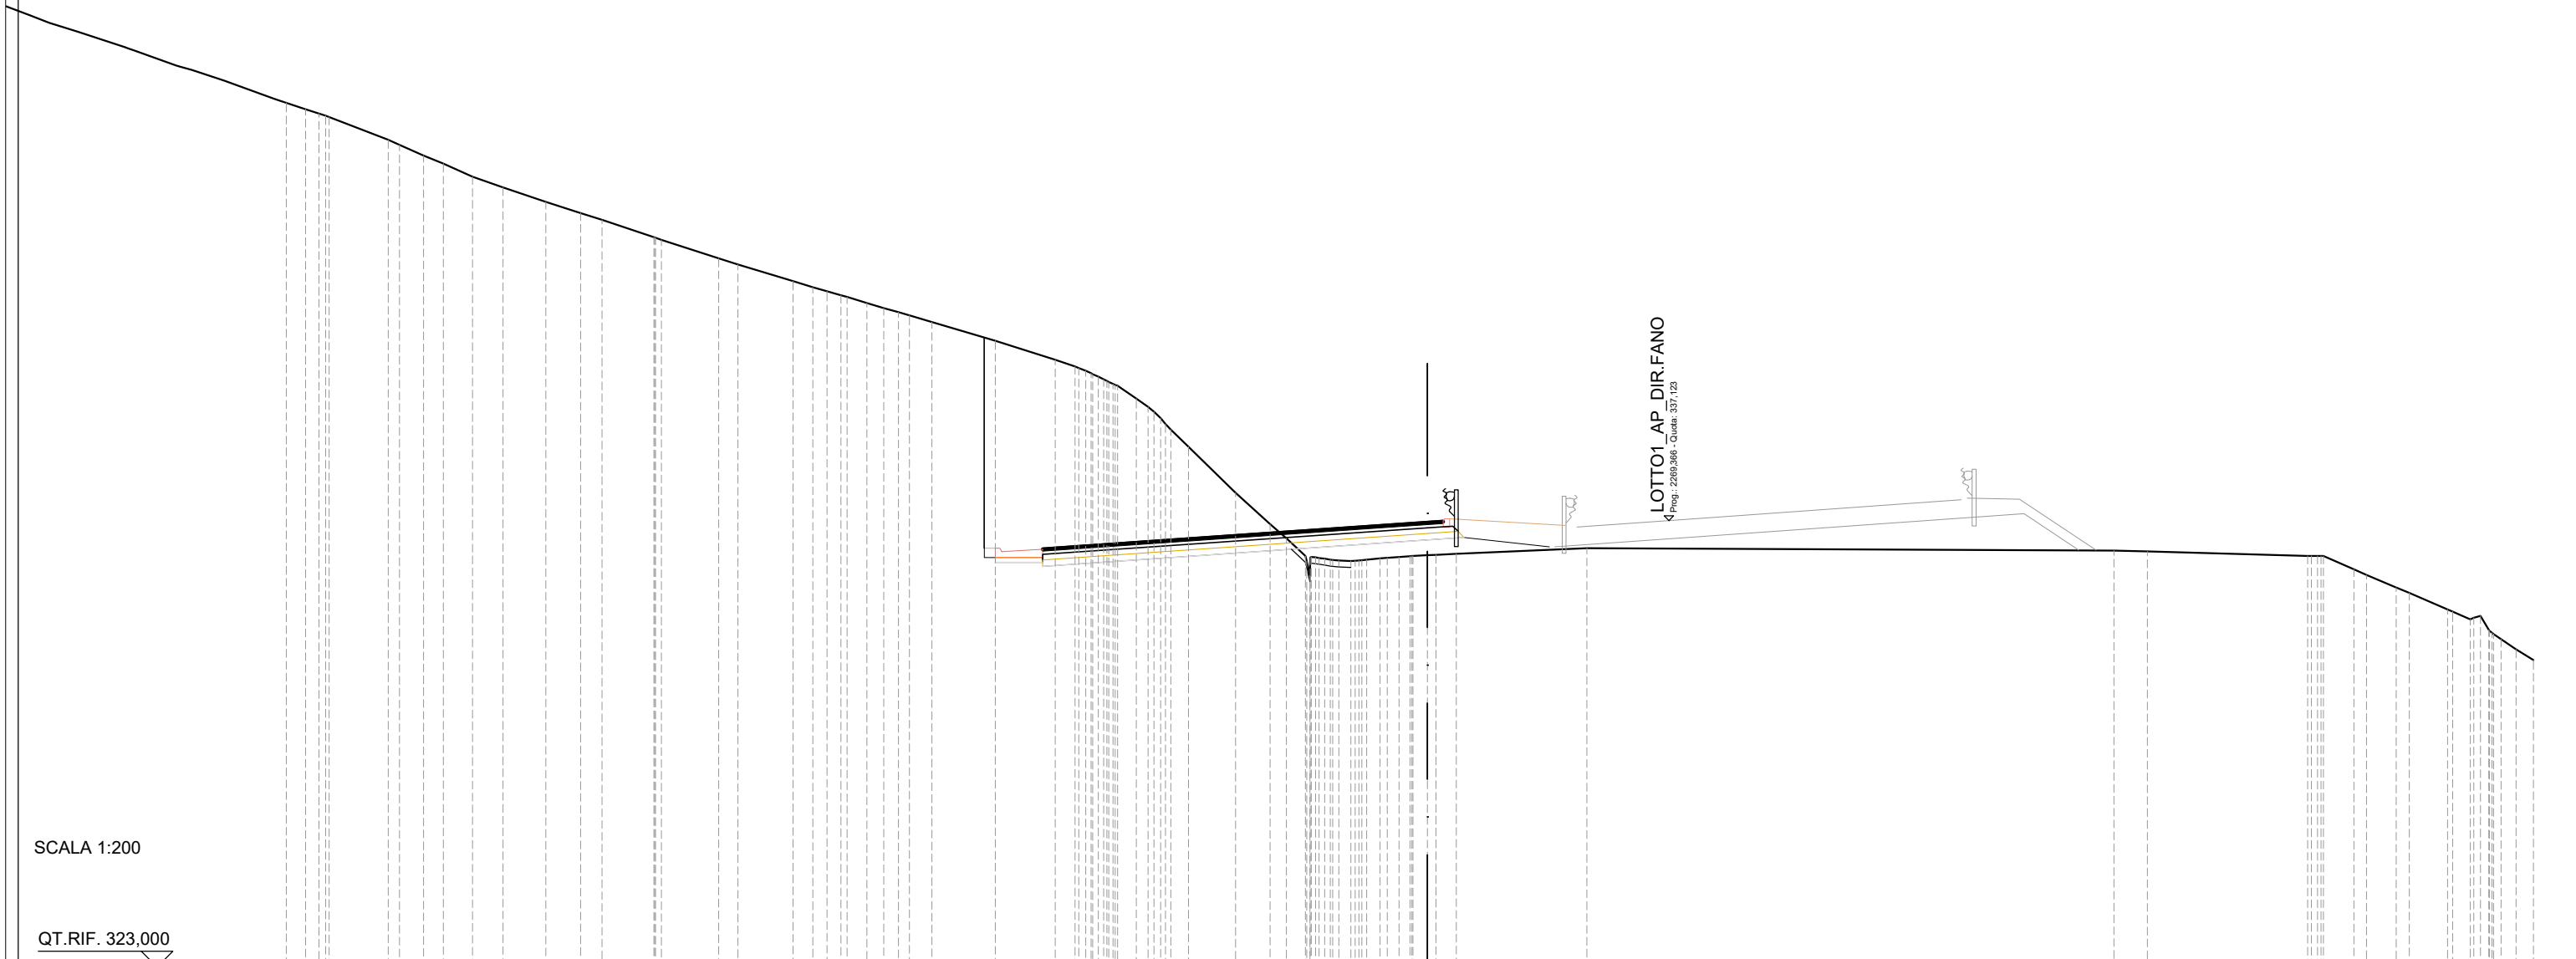 LOTTO1_AP_DIR.FANO
Prog.: 2269,366 - Quota: 337,123
SCALA 1:200
QT.RIF. 323,000